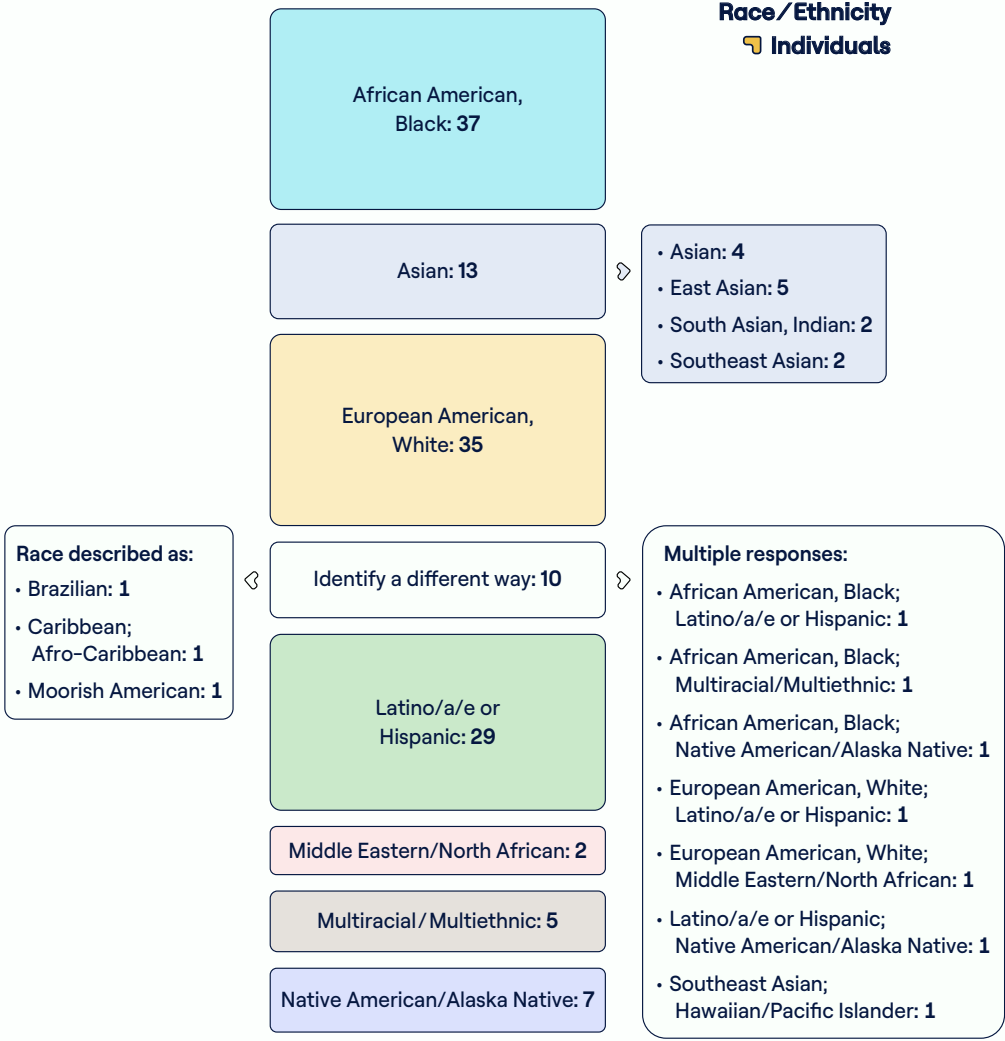 Race/Ethnicity
Individuals
African American,
Black: 37
Asian: 13
• Asian: 4
• East Asian: 5
• South Asian, Indian: 2
• Southeast Asian: 2
European American,
White: 35
Identify a different way: 10
Race described as:
• Brazilian: 1
• Caribbean;
Afro-Caribbean: 1
• Moorish American: 1
Multiple responses:
• African American, Black;
Latino/a/e or Hispanic: 1
• African American, Black;
Multiracial/Multiethnic: 1
• African American, Black;
Native American/Alaska Native: 1
• European American, White;
Latino/a/e or Hispanic: 1
• European American, White;
Middle Eastern/North African: 1
• Latino/a/e or Hispanic;
Native American/Alaska Native: 1
• Southeast Asian;
Hawaiian/Pacific Islander: 1
Latino/a/e or
Hispanic: 29
Middle Eastern/North African: 2
Multiracial/Multiethnic: 5
Native American/Alaska Native: 7